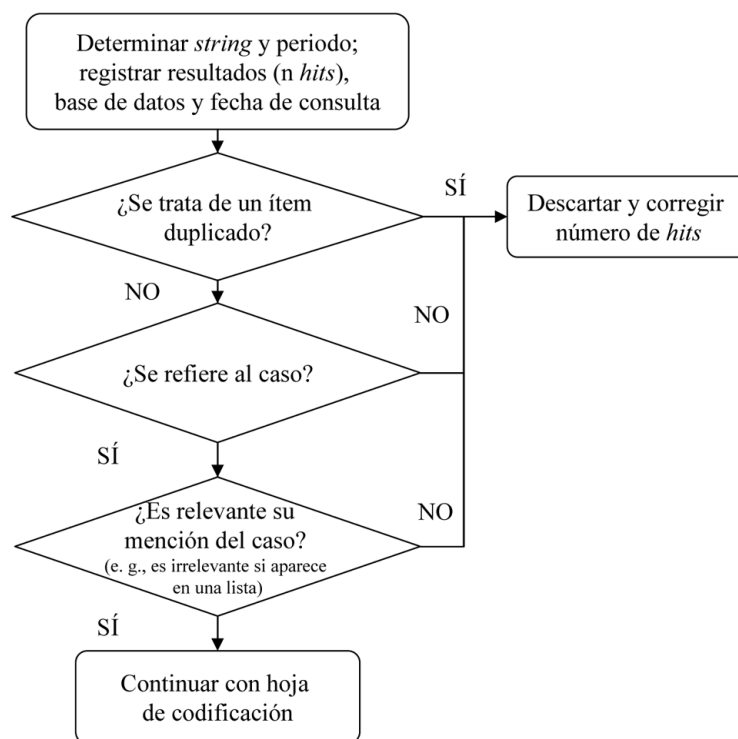 Determinar string y periodo;
registrar resultados (n hits),
base de datos y fecha de consulta
¿Se trata de un ítem
duplicado?
SÍ
Descartar y corregir
número de hits
NO
NO
¿Se refiere al caso?
SÍ
NO
¿Es relevante su
mención del caso?
(e. g., es irrelevante si aparece
en una lista)
SÍ
Continuar con hoja
de codificación